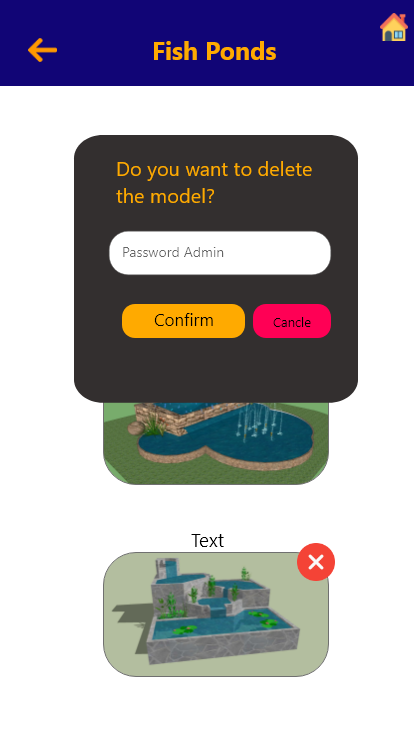 Fish Ponds
Do you want to delete
the model?
Password Admin
Confirm
Cancle
Text